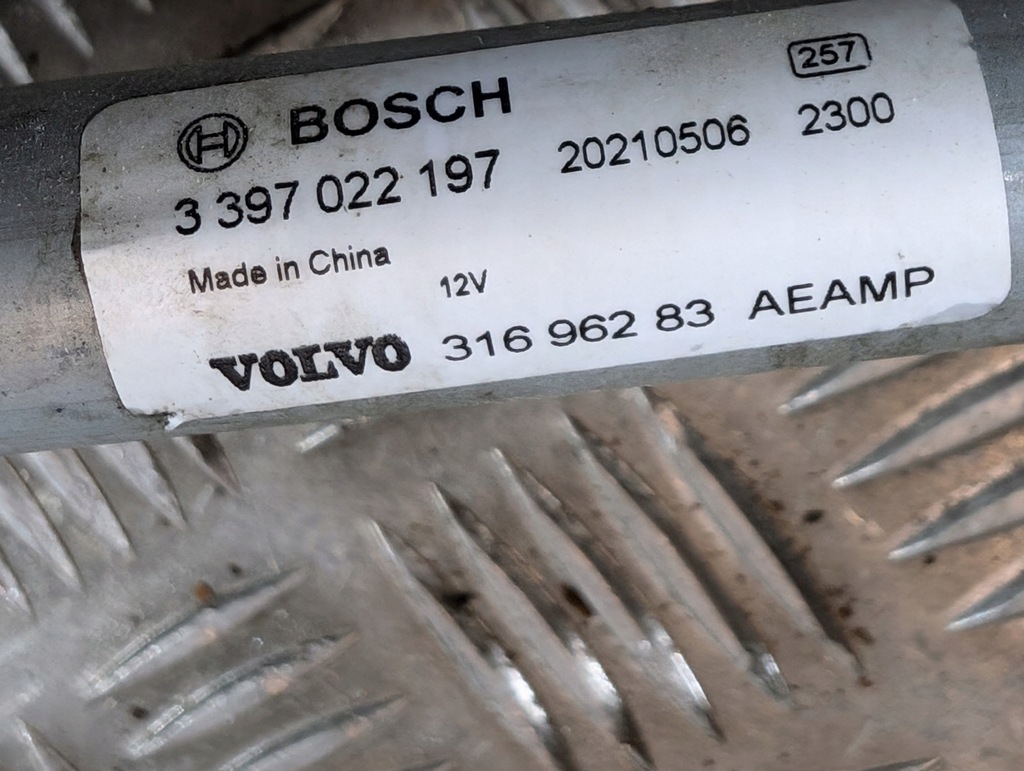 257
BOSCH
3 397 022 197 20210506 2300
Made in China
12V
VOLVO 316 962 83 AEAMP